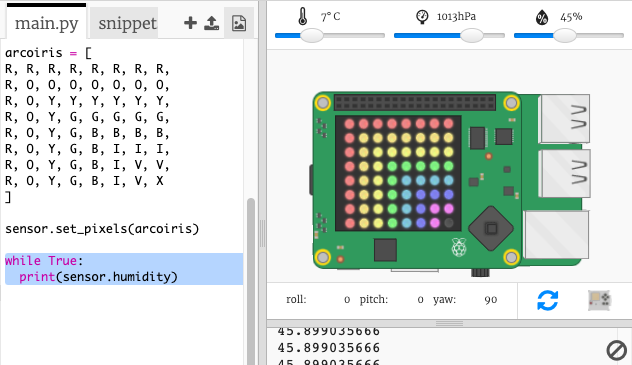 main.py snippet
7° C 1013hPa 45%
arcoiris = [
R, R, R, R, R, R, R, R,
R, O, O, O, O, O, O, O,
R, O, Y, Y, Y, Y, Y, Y,
R, O, Y, G, G, G, G, G,
R, O, Y, G, B, B, B, B,
R, O, Y, G, B, I, I, I,
R, O, Y, G, B, I, V, V,
R, O, Y, G, B, I, V, X
]
sensor.set_pixels(arcoiris)
while True:
print(sensor.humidity)
roll: 0 pitch: 0 yaw: 90
45.899035666
45.899035666
45.899035666